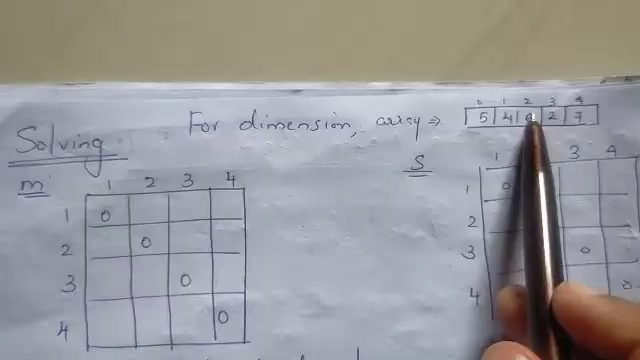 Solving
For dimension, array ⇒
0 1 2 3 4
5 4 2 7
m
1 2 3 4
1 0
2 0
3 0
4 0
S
1 3 4
1 0
2
3 0
4 0